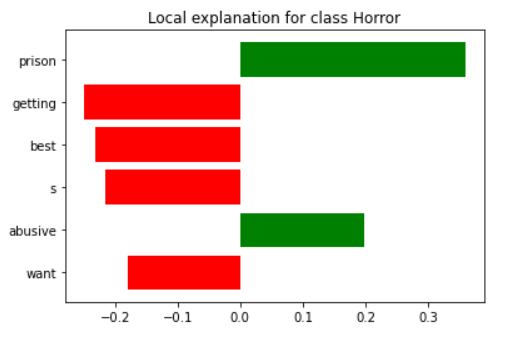 Local explanation for class Horror
prison
getting
best
s
abusive
want
−0.2 −0.1 0.0 0.1 0.2 0.3